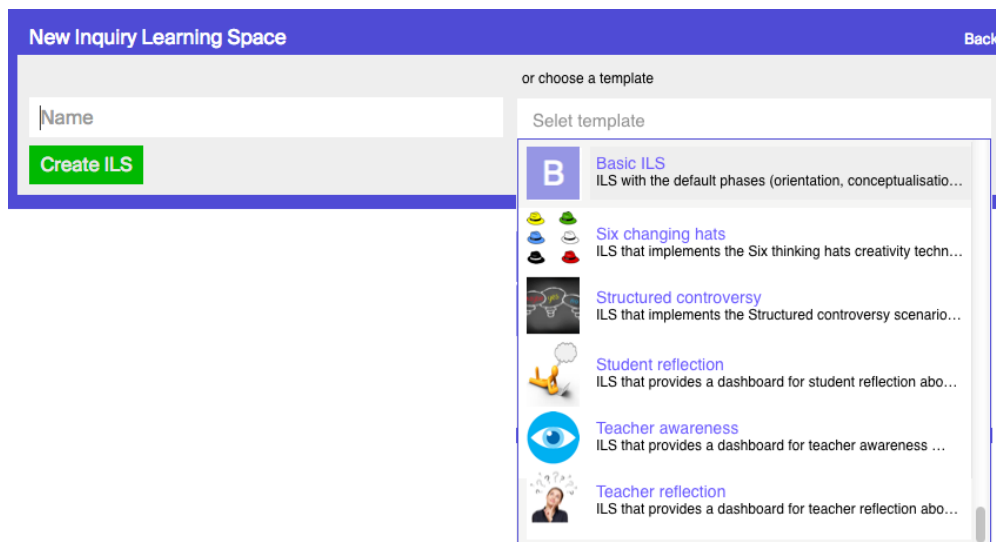 New Inquiry Learning Space
Back
or choose a template
Name
Selet template
Create ILS
B
Basic ILS
ILS with the default phases (orientation, conceptualisatio…
Six changing hats
ILS that implements the Six thinking hats creativity techn…
Structured controversy
ILS that implements the Structured controversy scenario…
Student reflection
ILS that provides a dashboard for student reflection abo…
Teacher awareness
ILS that provides a dashboard for teacher awareness …
Teacher reflection
ILS that provides a dashboard for teacher reflection abo…